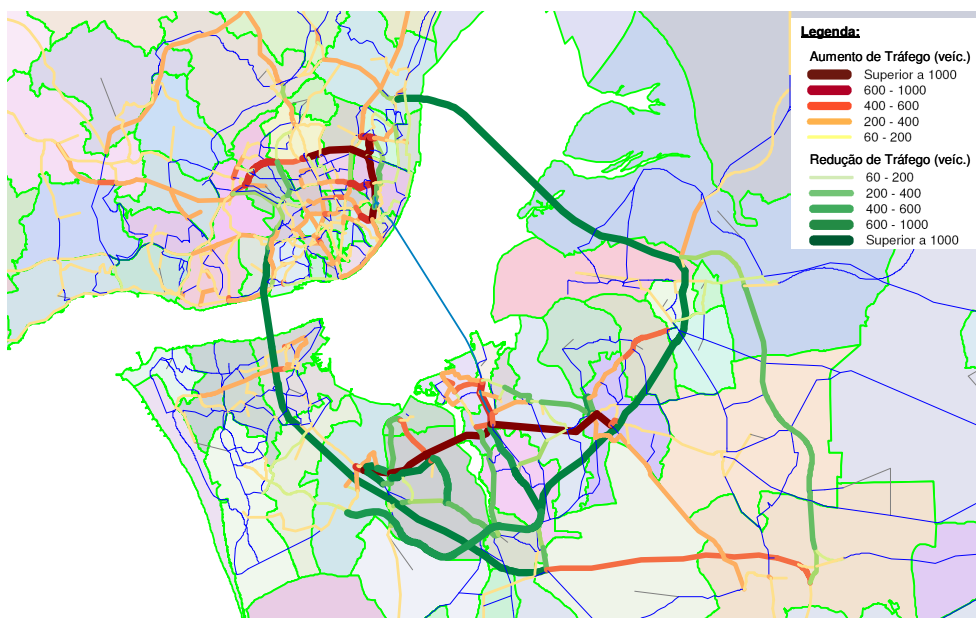 Legenda:
Aumento de Tráfego (veíc.)
Superior a 1000
600 - 1000
400 - 600
200 - 400
60 - 200
Redução de Tráfego (veíc.)
60 - 200
200 - 400
400 - 600
600 - 1000
Superior a 1000